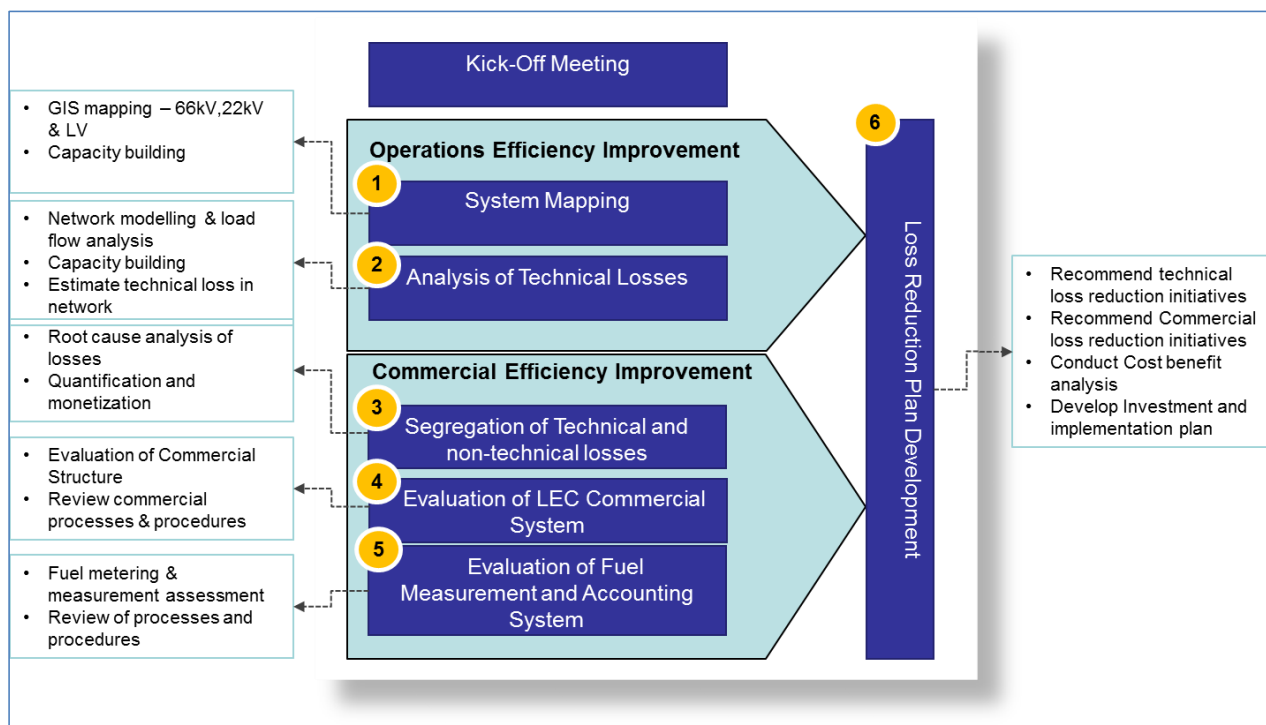 Kick-Off Meeting
• GIS mapping – 66kV,22kV
& LV
• Capacity building
Operations Efficiency Improvement
1
System Mapping
• Network modelling & load
flow analysis
• Capacity building
• Estimate technical loss in
network
2
Analysis of Technical Losses
• Root cause analysis of
losses
• Quantification and
monetization
Commercial Efficiency Improvement
3
Segregation of Technical and
non-technical losses
• Evaluation of Commercial
Structure
• Review commercial
processes & procedures
4
Evaluation of LEC Commercial
System
• Fuel metering &
measurement assessment
• Review of processes and
procedures
5
Evaluation of Fuel
Measurement and Accounting
System
6
Loss Reduction Plan Development
• Recommend technical
loss reduction initiatives
• Recommend Commercial
loss reduction initiatives
• Conduct Cost benefit
analysis
• Develop Investment and
implementation plan